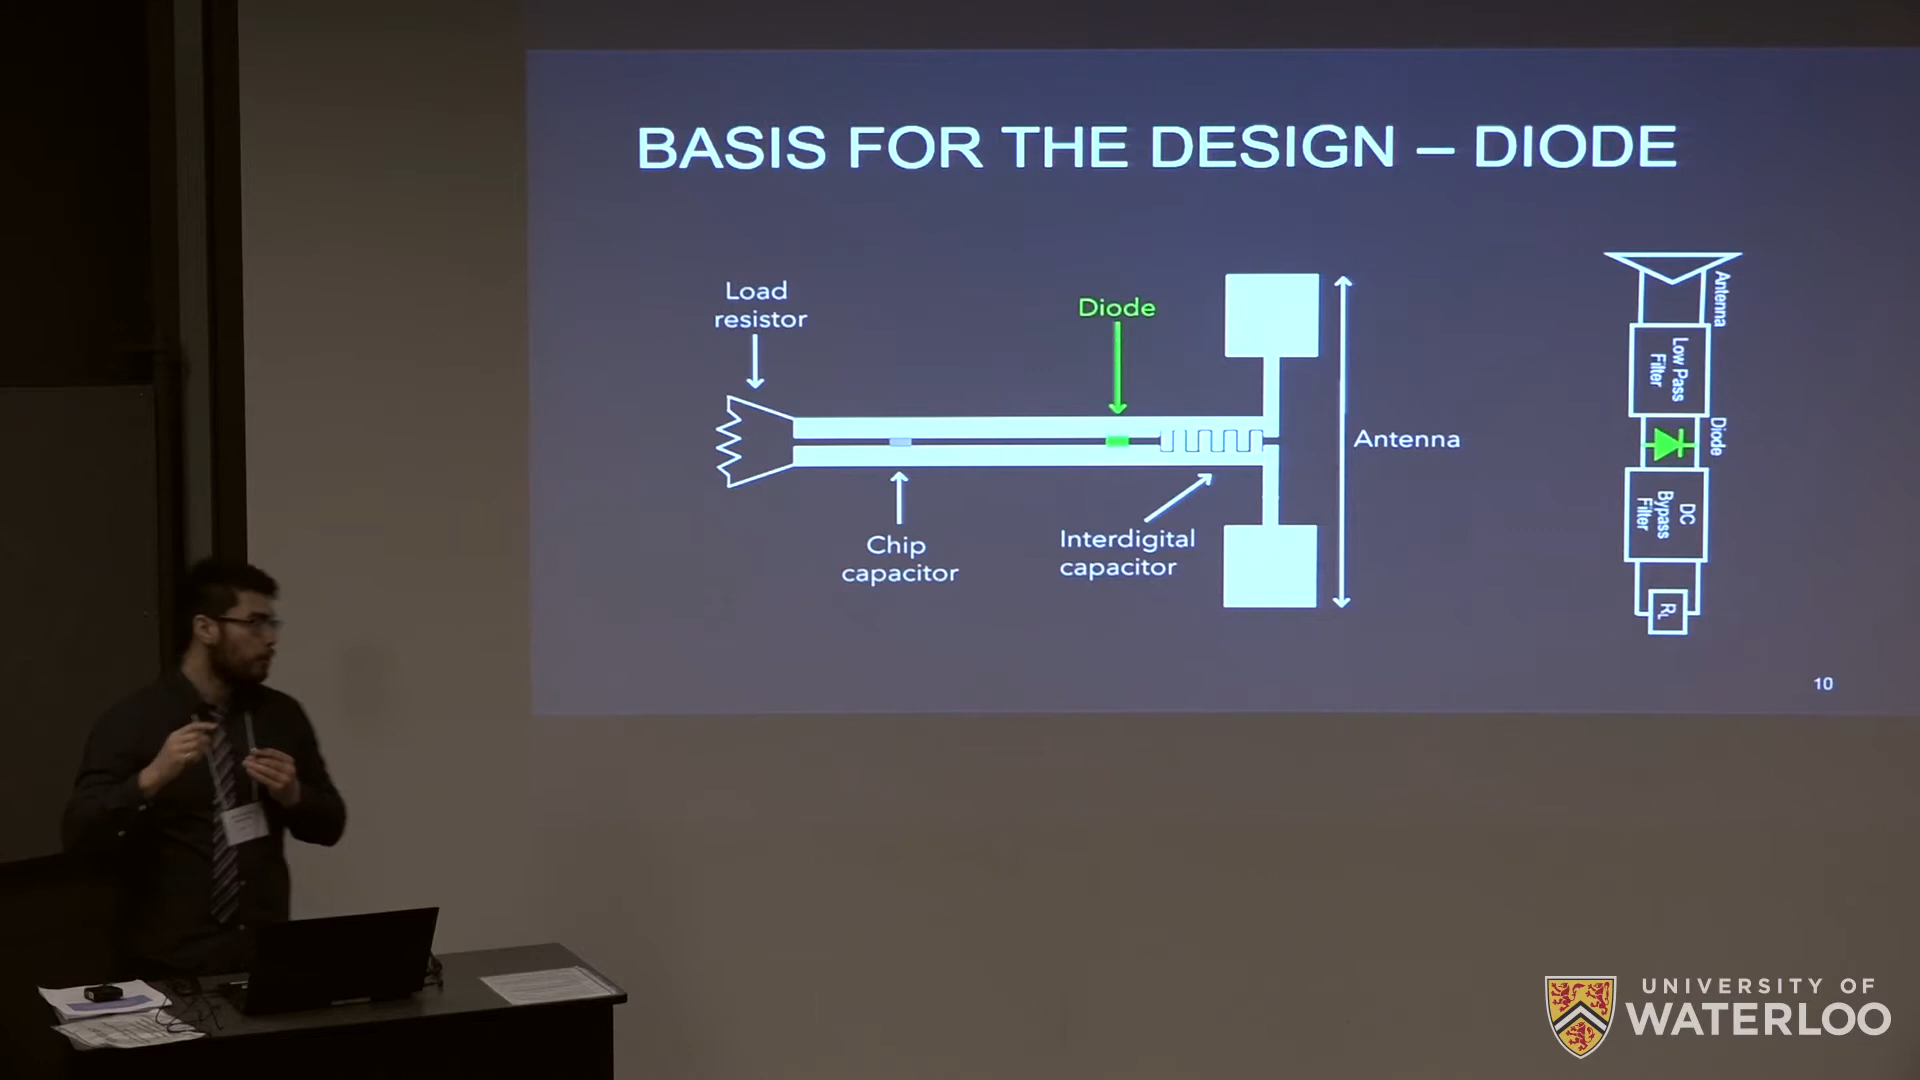 BASIS FOR THE DESIGN – DIODE
Load
resistor
Diode
Antenna
Chip
capacitor
Interdigital
capacitor
Antenna
Low Pass
Filter
Diode
DC
Bypass
Filter
RL
10
UNIVERSITY OF
WATERLOO